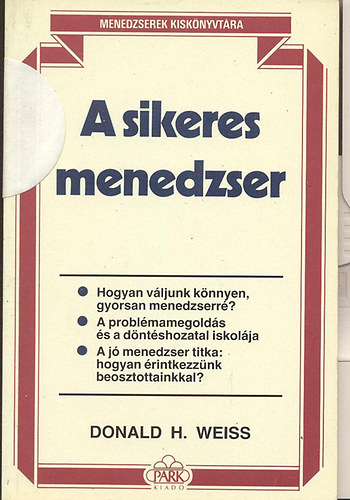 MENEDZSEREK KISKÖNYVTÁRA
A sikeres
menedzser
Hogyan váljunk könnyen,
gyorsan menedzserré?
A problémamegoldás
és a döntéshozatal iskolája
A jó menedzser titka:
hogyan érintkezzünk
beosztottainkkal?
DONALD H. WEISS
PARK
KIADÓ